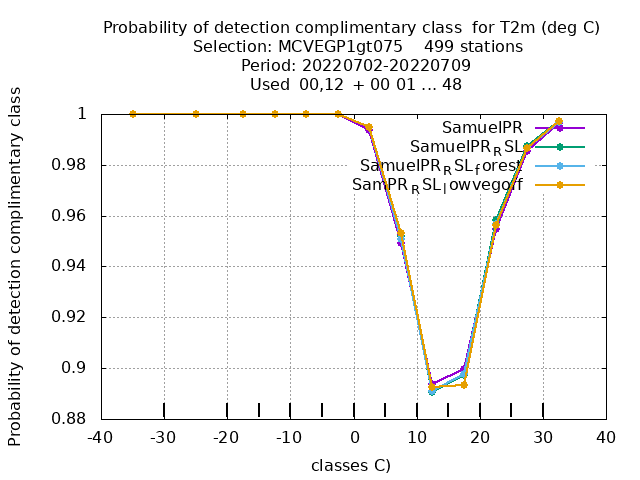 Probability of detection complimentary class for T2m (deg C)
Selection: MCVEGP1gt075 499 stations
Period: 20220702-20220709
Used 00,12 + 00 01 ... 48
Probability of detection complimentary class
1
0.98
0.96
0.94
0.92
0.9
0.88
SamuelPR
SamuelPR_RSL
SamuelPR_RSL_forest
SamPR_RSL_lowvegoff
-40 -30 -20 -10 0 10 20 30 40
classes C)